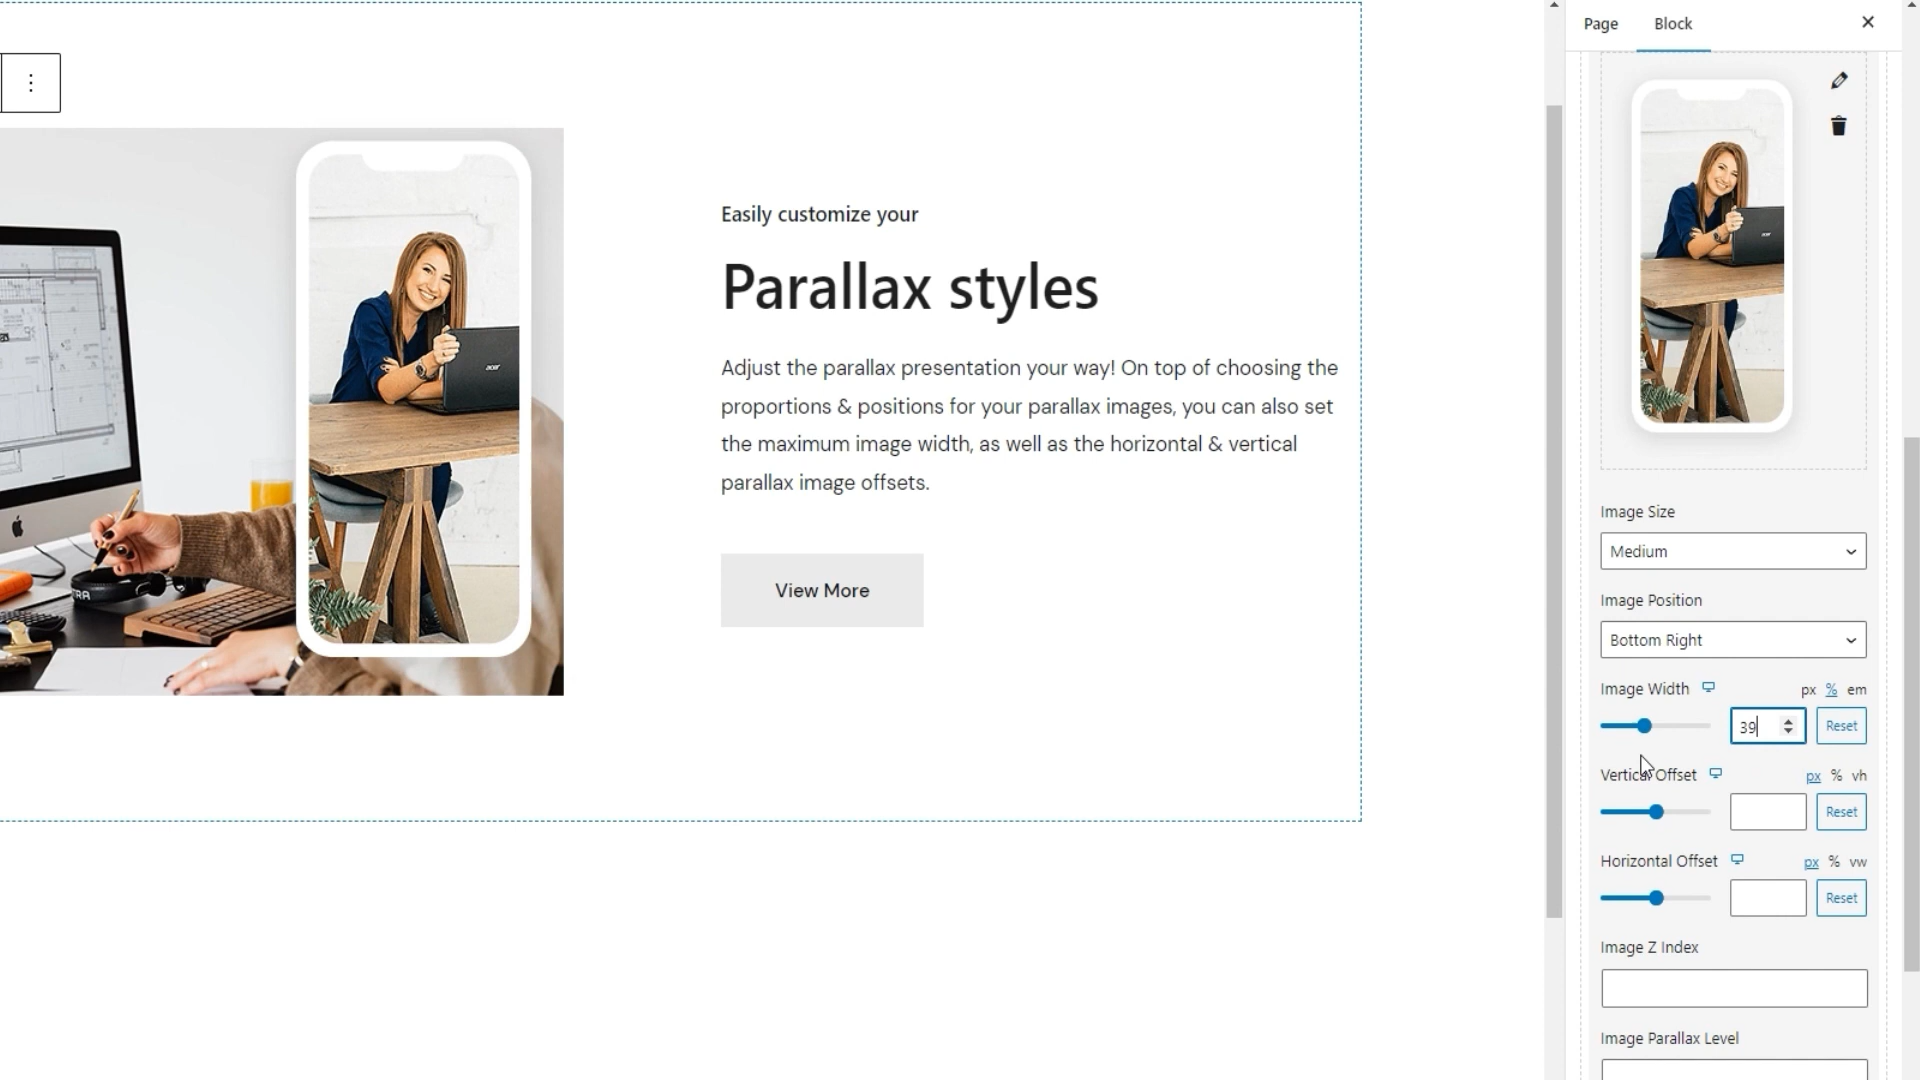 Page
Block
Easily customize your
Parallax styles
Adjust the parallax presentation your way! On top of choosing the
proportions & positions for your parallax images, you can also set
the maximum image width, as well as the horizontal & vertical
parallax image offsets.
View More
acer
acer
TRA
Image Size
Medium
Image Position
Bottom Right
Image Width px % em
39 Reset
Vertical Offset px % vh
Reset
Horizontal Offset px % vw
Reset
Image Z Index
Image Parallax Level